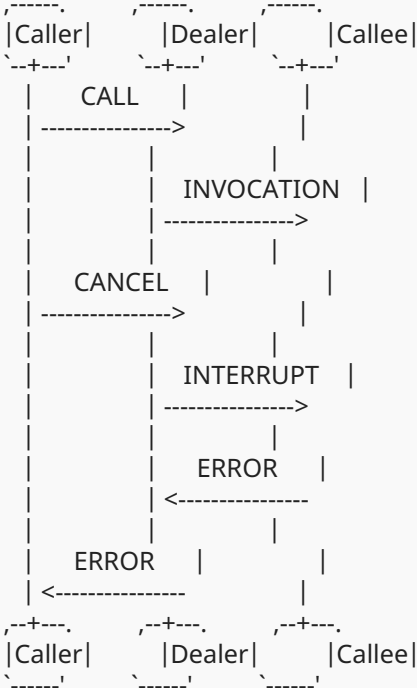 ,------.          ,------.          ,------.
|Caller|          |Dealer|          |Callee|
`--+---'          `--+---'          `--+---'
   |       CALL      |                 |
   | ---------------->                 |
   |                 |                 |
   |                 |    INVOCATION   |
   |                 | ---------------->
   |                 |                 |
   |       CANCEL    |                 |
   | ---------------->                 |
   |                 |                 |
   |                 |    INTERRUPT    |
   |                 | ---------------->
   |                 |                 |
   |                 |      ERROR      |
   |                 | <----------------
   |                 |                 |
   |       ERROR     |                 |
   | <----------------                 |
,--+---.          ,--+---.          ,--+---.
|Caller|          |Dealer|          |Callee|
`------'          `------'          `------'